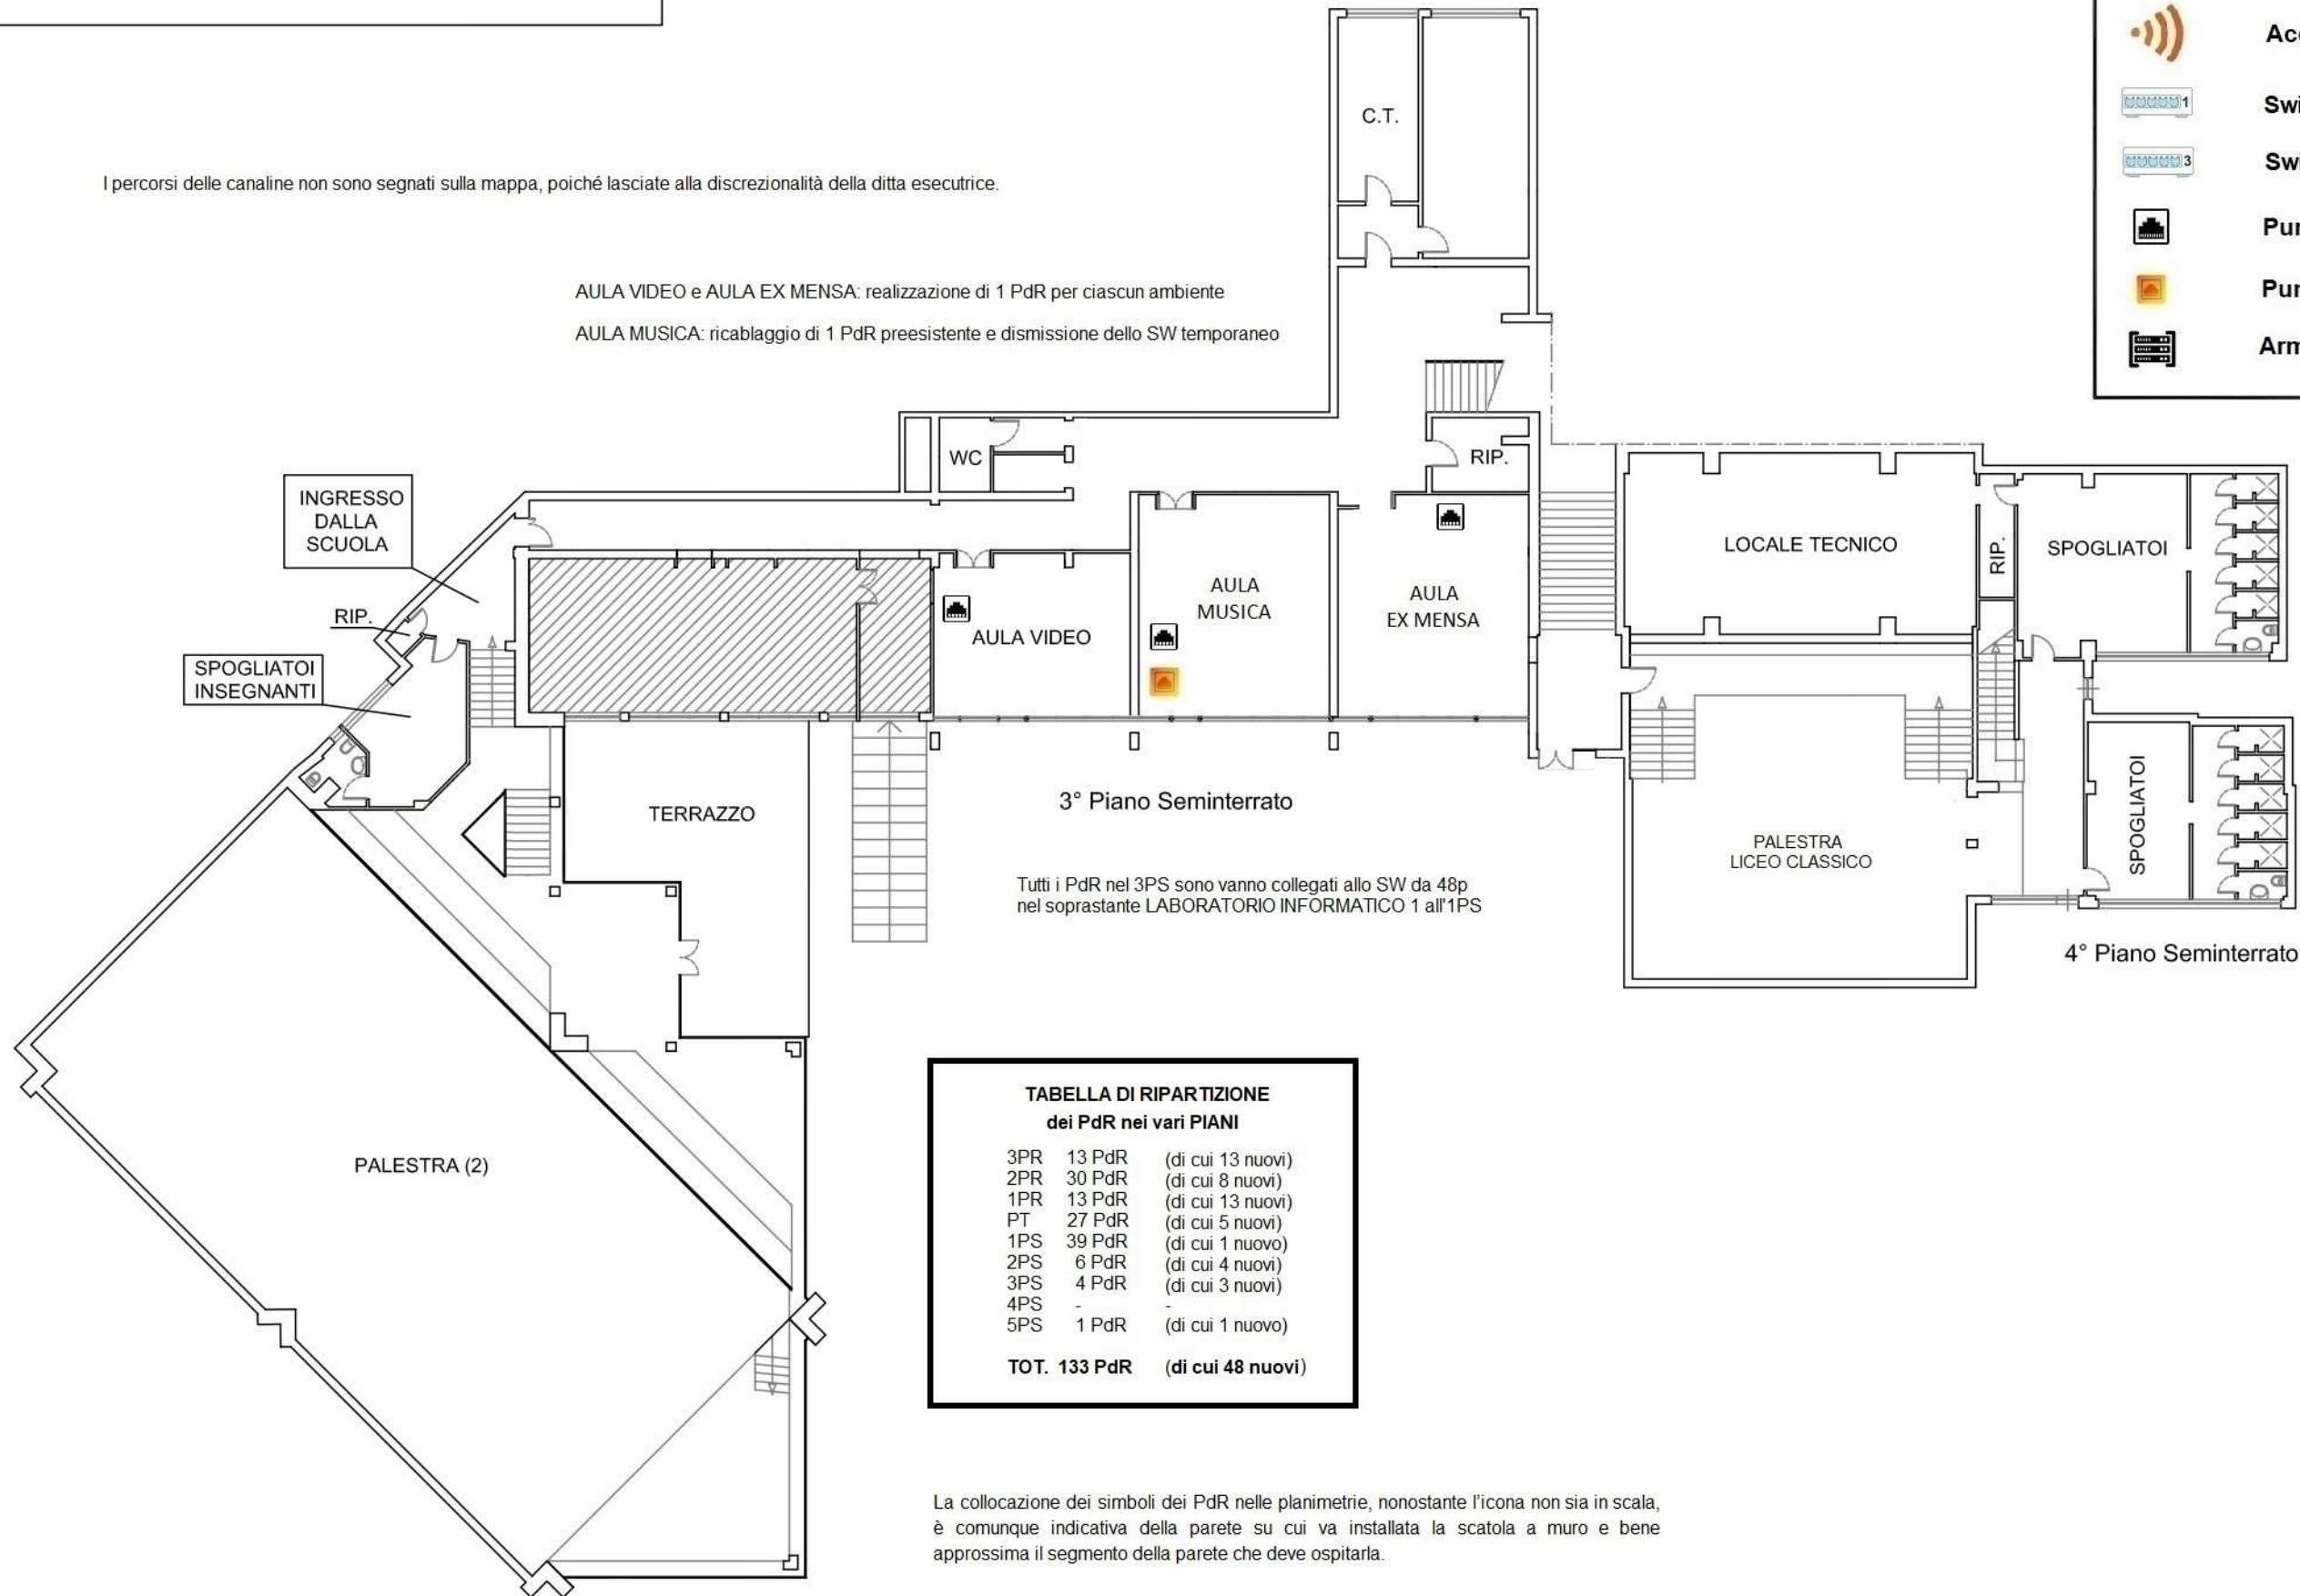 I percorsi delle canaline non sono segnati sulla mappa, poiché lasciate alla discrezionalità della ditta esecutrice.
AULA VIDEO e AULA EX MENSA: realizzazione di 1 PdR per ciascun ambiente
AULA MUSICA: ricablaggio di 1 PdR preesistente e dismissione dello SW temporaneo
1
3
C.T.
WC
RIP.
INGRESSO
DALLA
SCUOLA
RIP.
SPOGLIATOI
INSEGNANTI
AULA VIDEO
AULA
MUSICA
AULA
EX MENSA
LOCALE TECNICO
RIP.
SPOGLIATOI
TERRAZZO
3° Piano Seminterrato
PALESTRA
LICEO CLASSICO
SPOGLIATOI
Tutti i PdR nel 3PS sono vanno collegati allo SW da 48p
nel soprastante LABORATORIO INFORMATICO 1 all'1PS
4° Piano Seminterrato
PALESTRA (2)
TABELLA DI RIPARTIZIONE
dei PdR nei vari PIANI
3PR 13 PdR (di cui 13 nuovi)
2PR 30 PdR (di cui 8 nuovi)
1PR 13 PdR (di cui 13 nuovi)
PT 27 PdR (di cui 5 nuovi)
1PS 39 PdR (di cui 1 nuovo)
2PS 6 PdR (di cui 4 nuovi)
3PS 4 PdR (di cui 3 nuovi)
4PS - -
5PS 1 PdR (di cui 1 nuovo)
TOT. 133 PdR (di cui 48 nuovi)
La collocazione dei simboli dei PdR nelle planimetrie, nonostante l'icona non sia in scala,
è comunque indicativa della parete su cui va installata la scatola a muro e bene
approssima il segmento della parete che deve ospitarla.